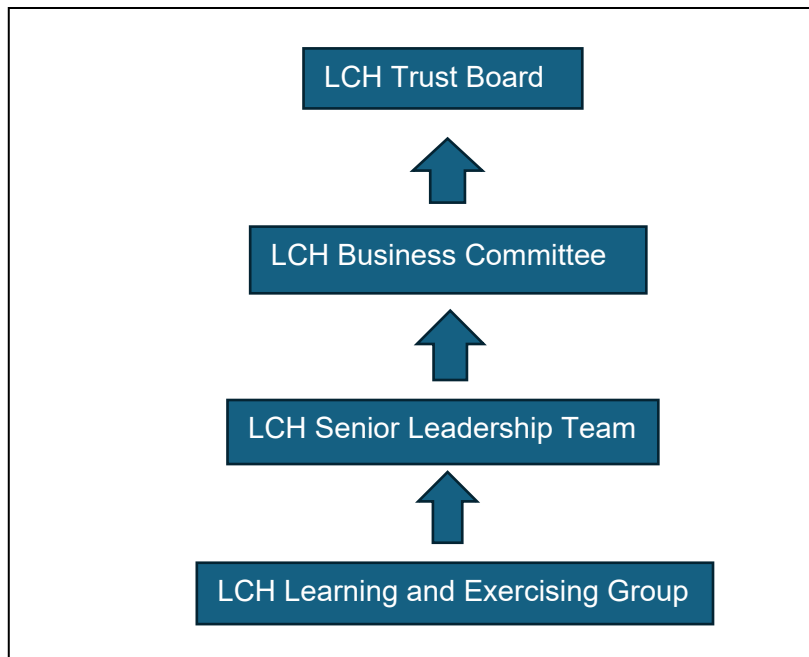 LCH Trust Board
LCH Business Committee
LCH Senior Leadership Team
LCH Learning and Exercising Group